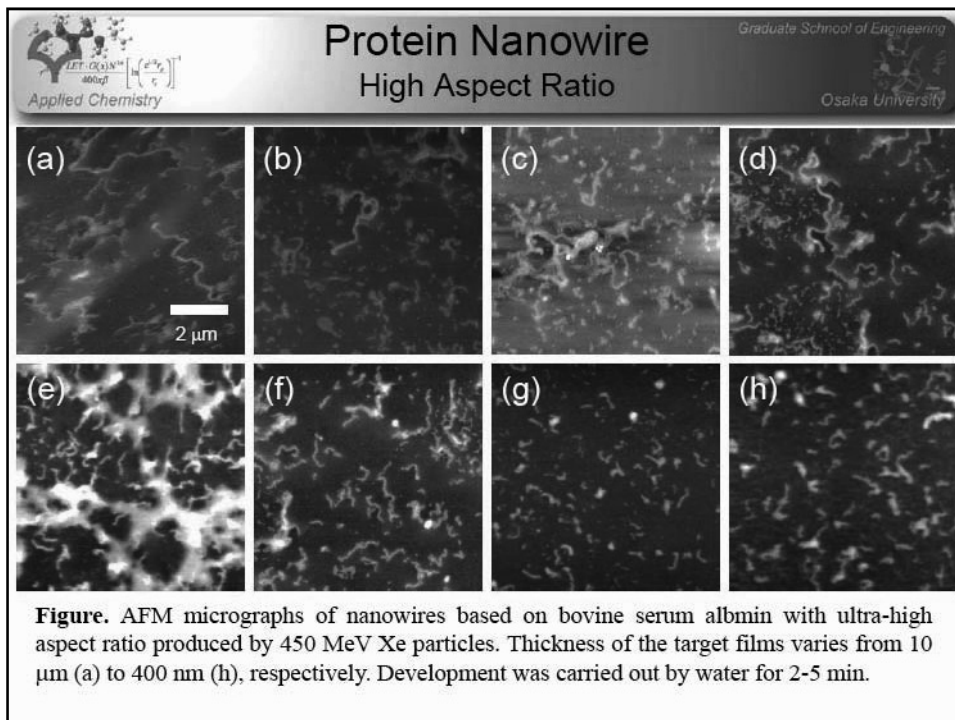 Protein Nanowire
High Aspect Ratio
Applied Chemistry
Graduate School of Engineering
Osaka University
(a)
(b)
(c)
(d)
2 μm
(e)
(f)
(g)
(h)
Figure. AFM micrographs of nanowires based on bovine serum albmin with ultra-high
aspect ratio produced by 450 MeV Xe particles. Thickness of the target films varies from 10
μm (a) to 400 nm (h), respectively. Development was carried out by water for 2-5 min.